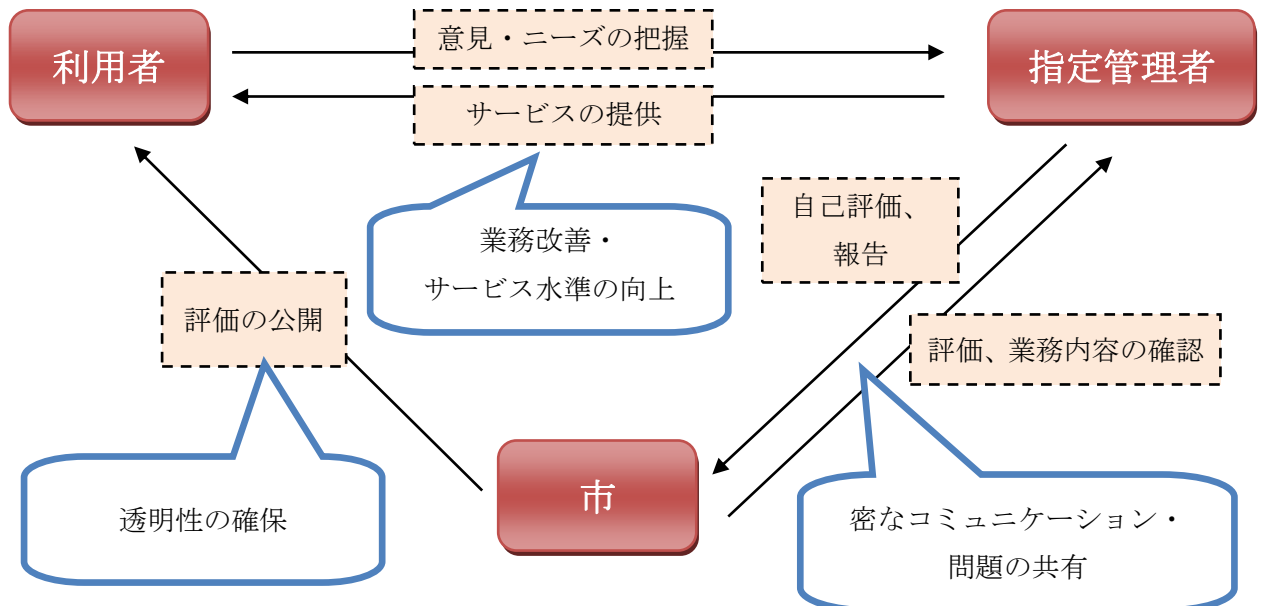 利用者
意見・ニーズの把握
指定管理者
サービスの提供
自己評価、
報告
業務改善・
サービス水準の向上
評価の公開
評価、業務内容の確認
市
透明性の確保
密なコミュニケーション・
問題の共有